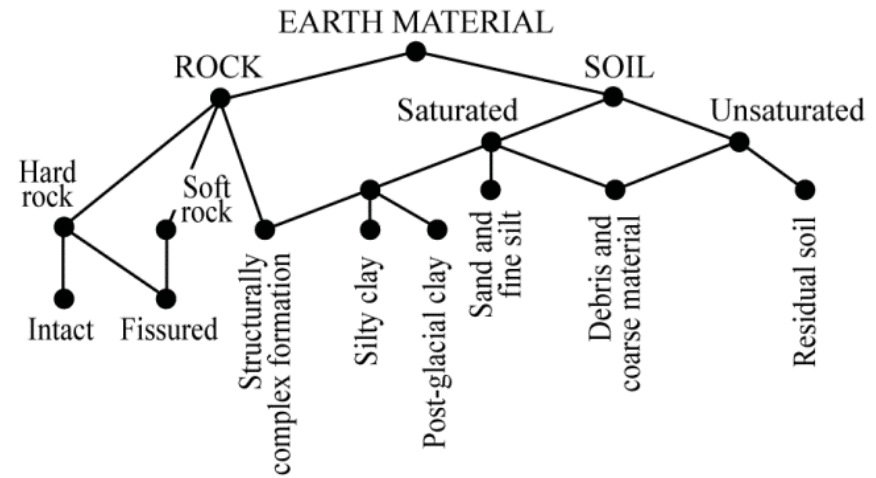 EARTH MATERIAL
ROCK
SOIL
Saturated
Unsaturated
Hard
rock
Soft
rock
Intact
Fissured
Structurally
complex formation
Silty clay
Post-glacial clay
Sand and
fine silt
Debris and
coarse material
Residual soil